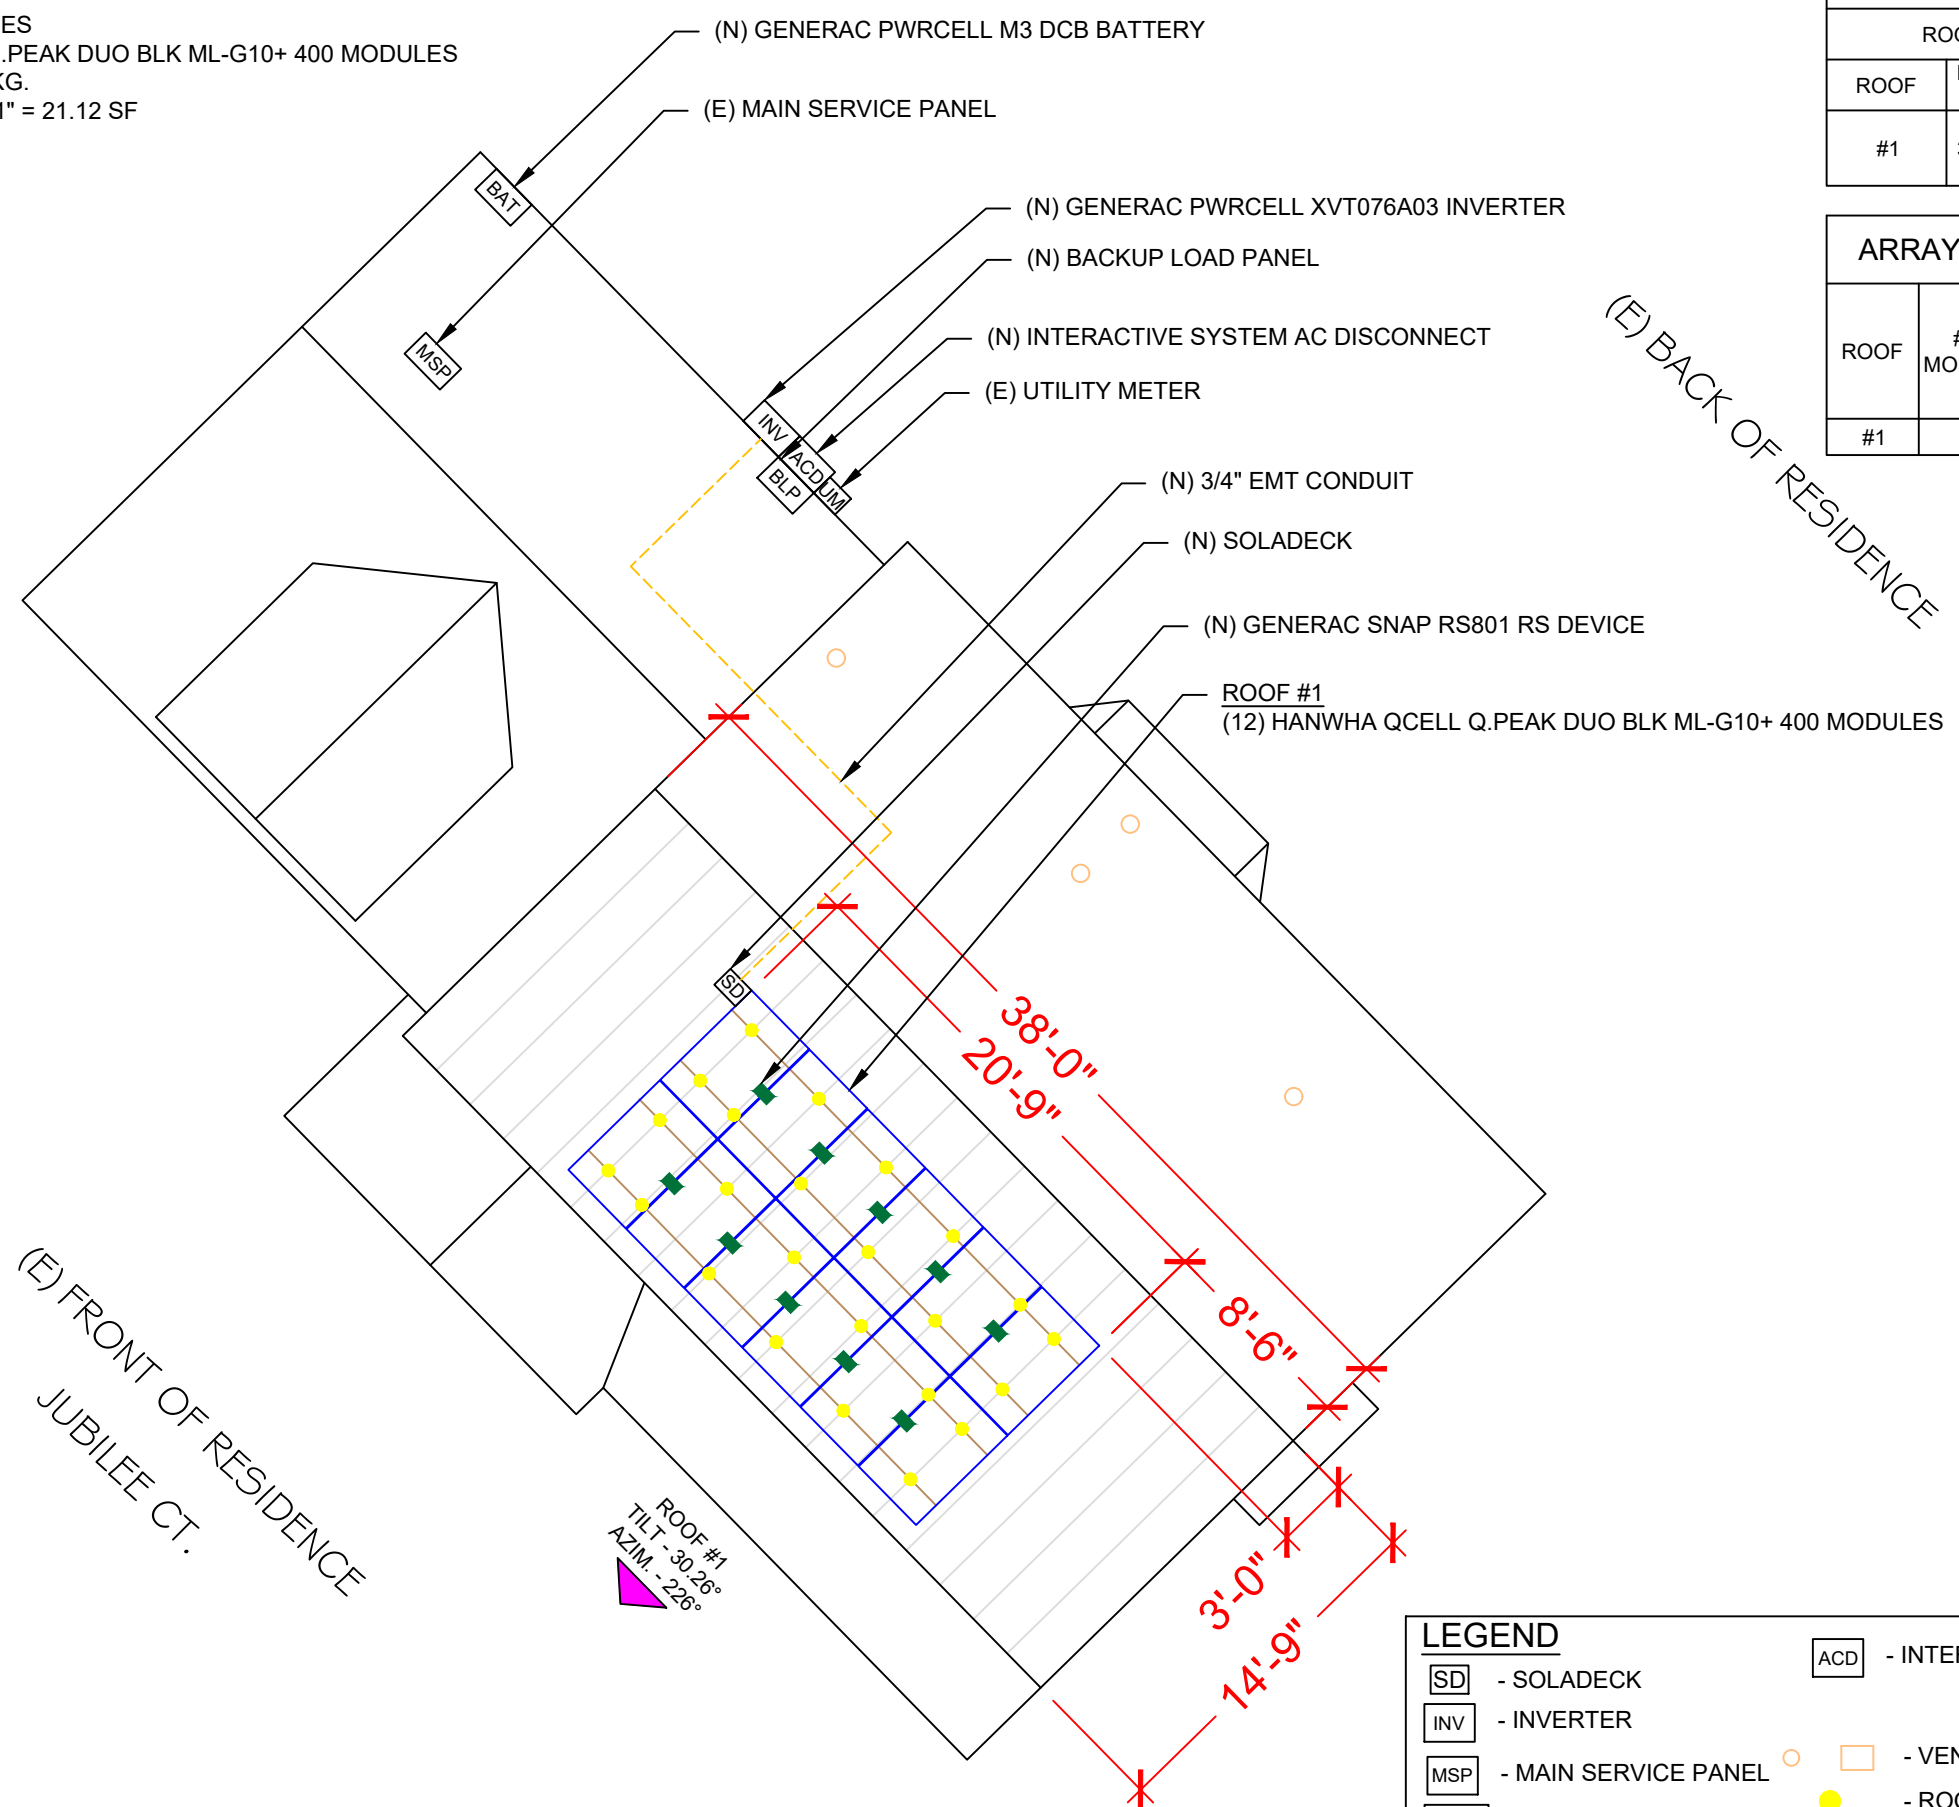 .PEAK DUO BLK ML-G10+ 400 MODULES
1" = 21.12 SF
(N) GENERAC PWRCELL M3 DCB BATTERY
(E) MAIN SERVICE PANEL
(N) GENERAC PWRCELL XVT076A03 INVERTER
(N) BACKUP LOAD PANEL
(N) INTERACTIVE SYSTEM AC DISCONNECT
(E) UTILITY METER
(N) 3/4" EMT CONDUIT
(N) SOLADECK
(N) GENERAC SNAP RS801 RS DEVICE
ROOF #1
(12) HANWHA QCELL Q.PEAK DUO BLK ML-G10+ 400 MODULES
BAT
MSP
INV
ACD
UM
BLP
SD
(E) BACK OF RESIDENCE
ROOF
#1
ARRAY
ROOF
#1
38'-0"
20'-9"
8'-6"
3'-0"
14'-9"
(E) FRONT OF RESIDENCE
JUBILEE CT.
ROOF #1
TILT - 30.26°
AZIM. - 226°
LEGEND
SD - SOLADECK
INV - INVERTER
MSP - MAIN SERVICE PANEL
ACD